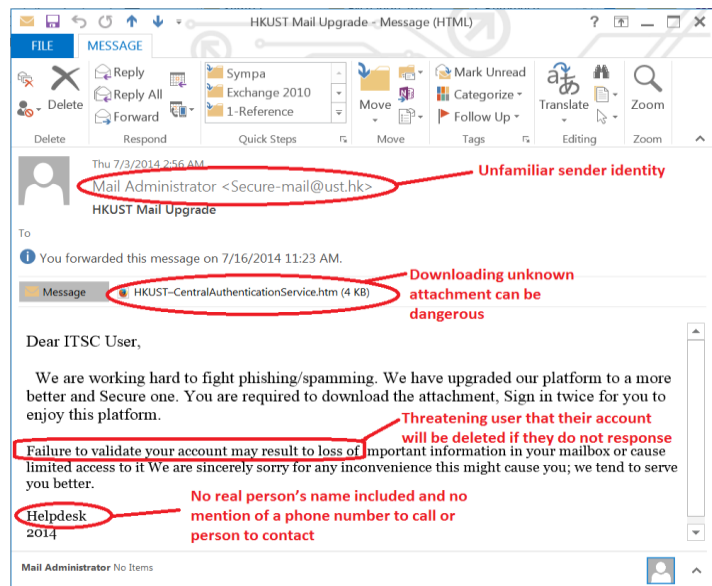 HKUST Mail Upgrade - Message (HTML)
FILE MESSAGE
Delete
Reply
Reply All
Forward
Sympa
Exchange 2010
1-Reference
Move
Mark Unread
Categorize
Follow Up
Translate
Zoom
Delete Respond Quick Steps Move Tags Editing Zoom
Thu 7/3/2014 2:56 AM
Mail Administrator <Secure-mail@ust.hk>
Unfamiliar sender identity
HKUST Mail Upgrade
To
You forwarded this message on 7/16/2014 11:23 AM.
Message
HKUST–CentralAuthenticationService.htm (4 KB)
Downloading unknown
attachment can be
dangerous
Dear ITSC User,
We are working hard to fight phishing/spamming. We have upgraded our platform to a more
better and Secure one. You are required to download the attachment, Sign in twice for you to
enjoy this platform.
Threatening user that their account
will be deleted if they do not response
Failure to validate your account may result to loss of important information in your mailbox or cause
limited access to it We are sincerely sorry for any inconvenience this might cause you; we tend to serve
you better.
No real person's name included and no
mention of a phone number to call or
person to contact
Helpdesk
2014
Mail Administrator No Items